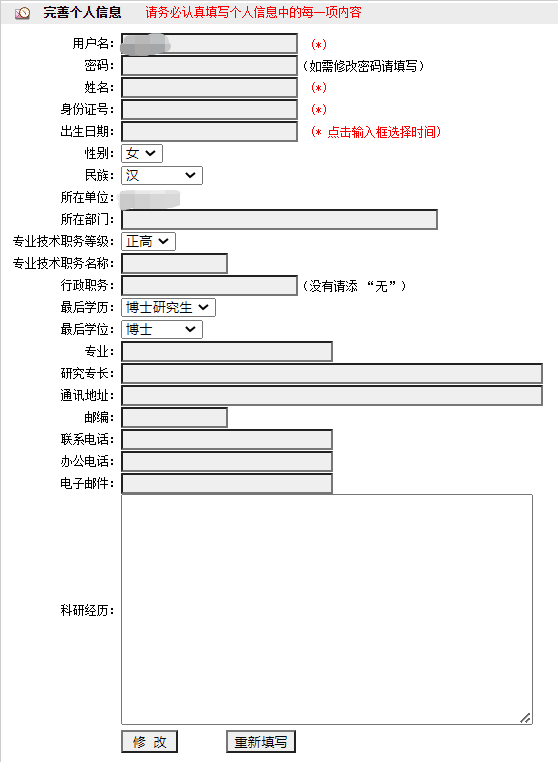 完善个人信息 请务必认真填写个人信息中的每一项内容
用户名: (*)
密码: (如需修改密码请填写)
姓名: (*)
身份证号: (*)
出生日期: (* 点击输入框选择时间)
性别: 女
民族: 汉
所在单位:
所在部门:
专业技术职务等级: 正高
专业技术职务名称:
行政职务: (没有请添 “无”)
最后学历: 博士研究生
最后学位: 博士
专业:
研究专长:
通讯地址:
邮编:
联系电话:
办公电话:
电子邮件:
科研经历:
修 改 重新填写